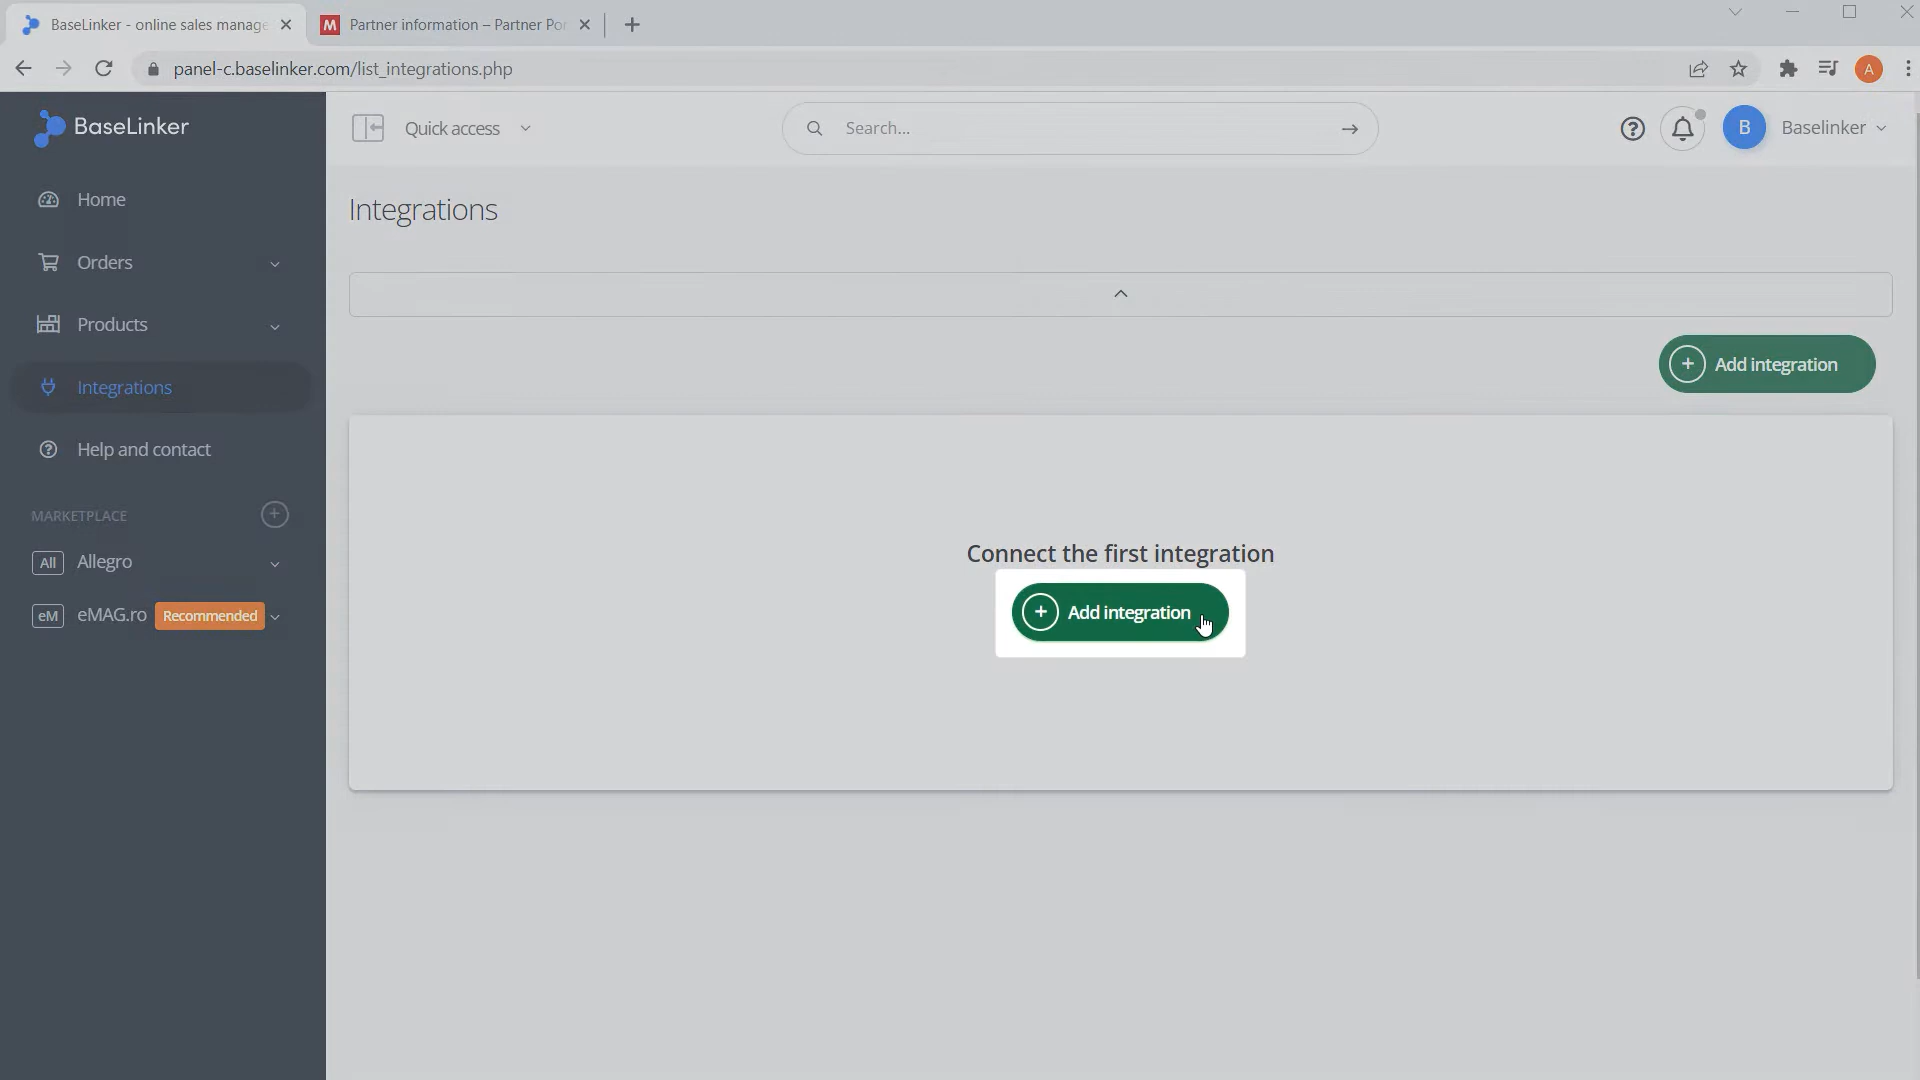 BaseLinker - online sales manage
M Partner information – Partner Por
panel-c.baselinker.com/list_integrations.php
A
BaseLinker
Quick access
Search...
B Baselinker
Home
Orders
Products
Integrations
Help and contact
MARKETPLACE
All Allegro
eM eMAG.ro Recommended
Integrations
Add integration
Connect the first integration
Add integration